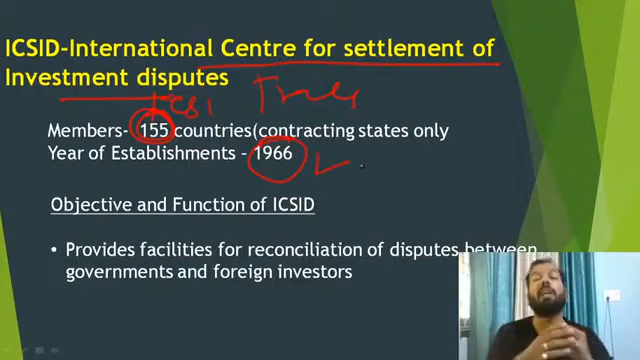 ICSID-International Centre for settlement of
Investment disputes
Members- 155 countries(contracting states only
Year of Establishments – 1966
Objective and Function of ICSID
• Provides facilities for reconciliation of disputes between
governments and foreign investors